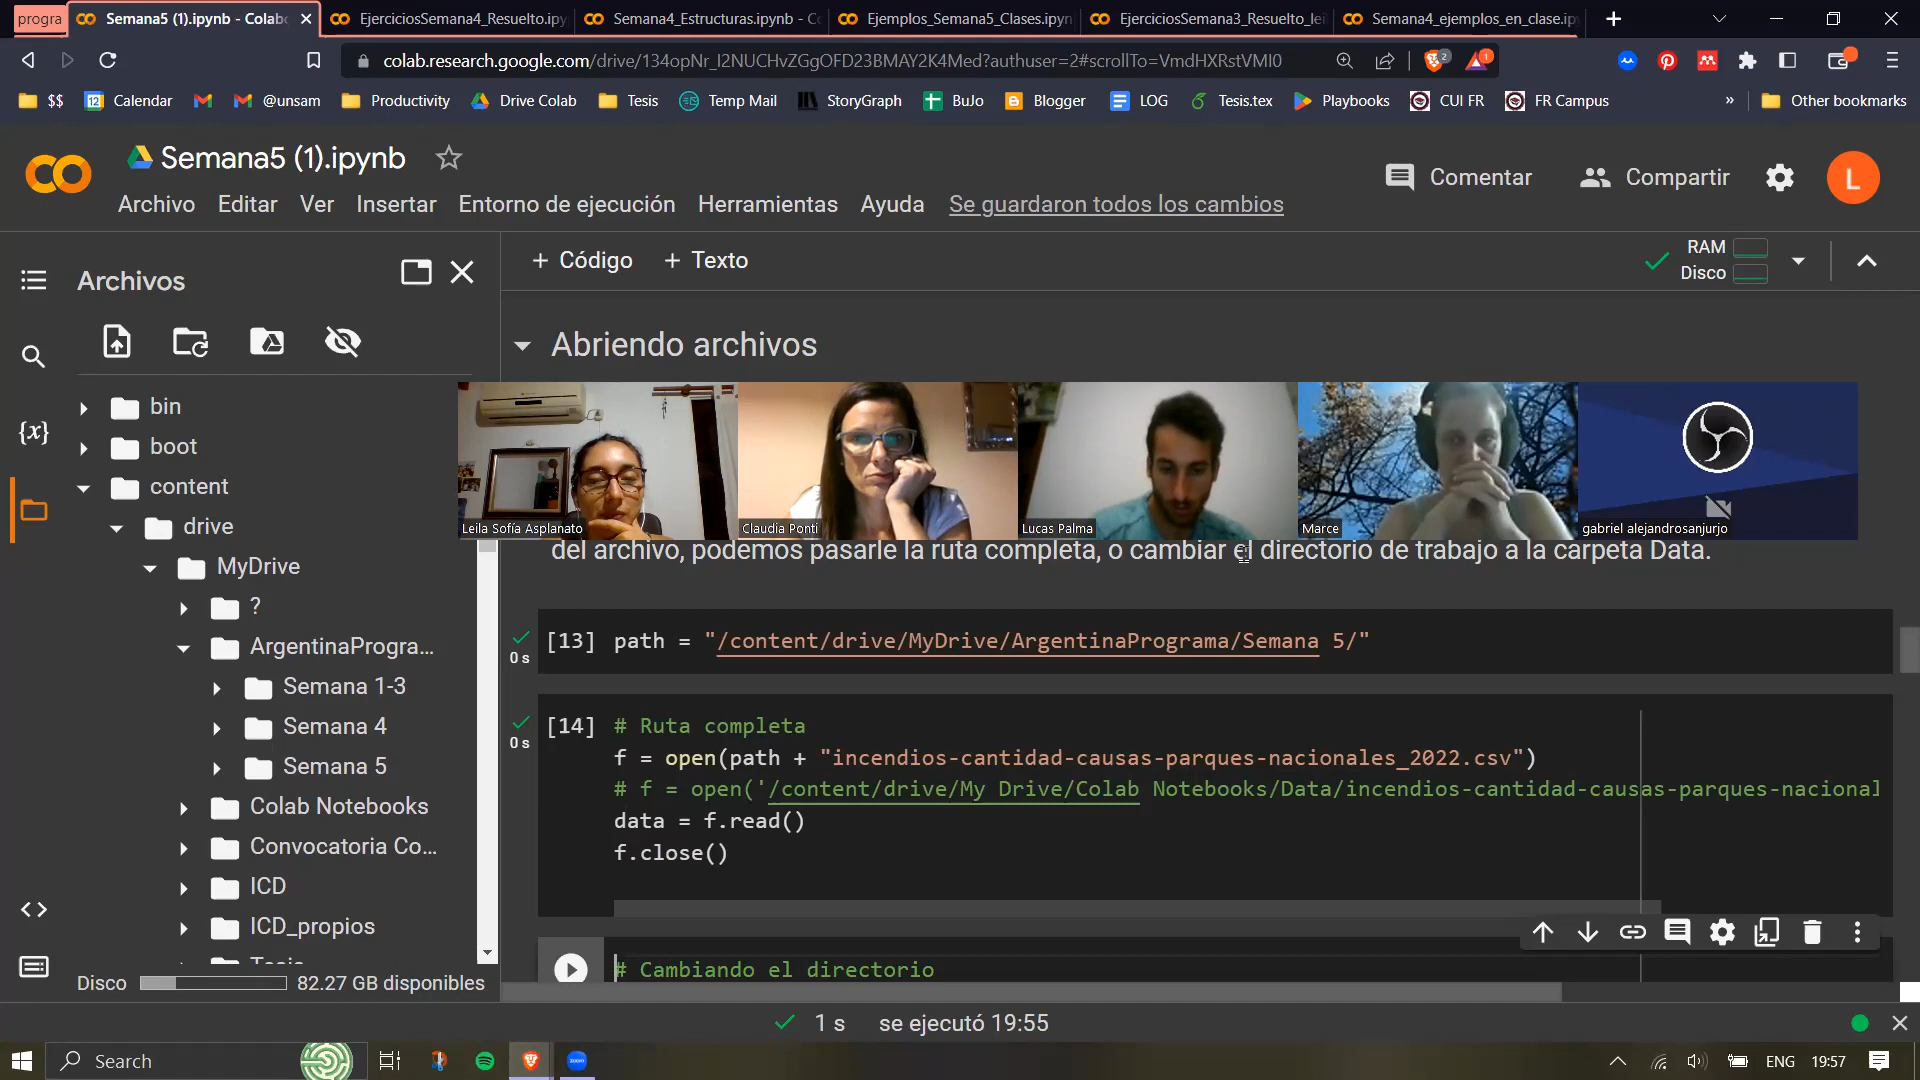 progra
Semana5 (1).ipynb - Colab
EjerciciosSemana4_Resuelto.ipy
Semana4_Estructuras.ipynb - C
Ejemplos_Semana5_Clases.ipyn
EjerciciosSemana3_Resuelto_lei
Semana4_ejemplos_en_clase.ip
colab.research.google.com/drive/134opNr_I2NUCHvZGgOFD23BMAY2K4Med?authuser=2#scrollTo=VmdHXRstVMI0
2
1
$$
Calendar
@unsam
Productivity
Drive Colab
Tesis
Temp Mail
StoryGraph
BuJo
Blogger
LOG
Tesis.tex
Playbooks
CUI FR
FR Campus
»
Other bookmarks
Semana5 (1).ipynb
Comentar
Compartir
L
Archivo Editar Ver Insertar Entorno de ejecución Herramientas Ayuda Se guardaron todos los cambios
+ Código + Texto
RAM
Disco
Archivos
bin
boot
content
drive
MyDrive
?
ArgentinaProgra...
Semana 1-3
Semana 4
Semana 5
Colab Notebooks
Convocatoria Co...
ICD
ICD_propios
Disco
82.27 GB disponibles
Abriendo archivos
Leila Sofía Asplanato
Claudia Ponti
Lucas Palma
Marce
gabriel alejandrosanjurjo
del archivo, podemos pasarle la ruta completa, o cambiar el directorio de trabajo a la carpeta Data.
0 s
[13] path = "/content/drive/MyDrive/ArgentinaPrograma/Semana 5/"
0 s
[14] # Ruta completa
f = open(path + "incendios-cantidad-causas-parques-nacionales_2022.csv")
# f = open('/content/drive/My Drive/Colab Notebooks/Data/incendios-cantidad-causas-parques-nacional
data = f.read()
f.close()
# Cambiando el directorio
1 s se ejecutó 19:55
Search
zoom
ENG
19:57